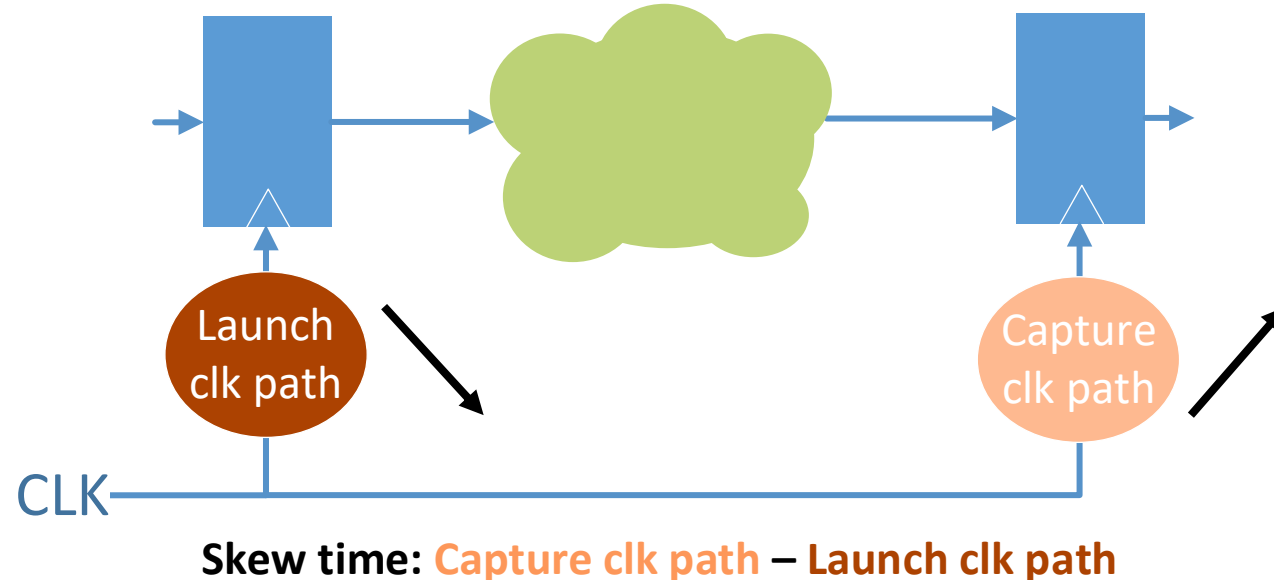 Launch
clk path
Capture
clk path
CLK
Skew time: Capture clk path – Launch clk path